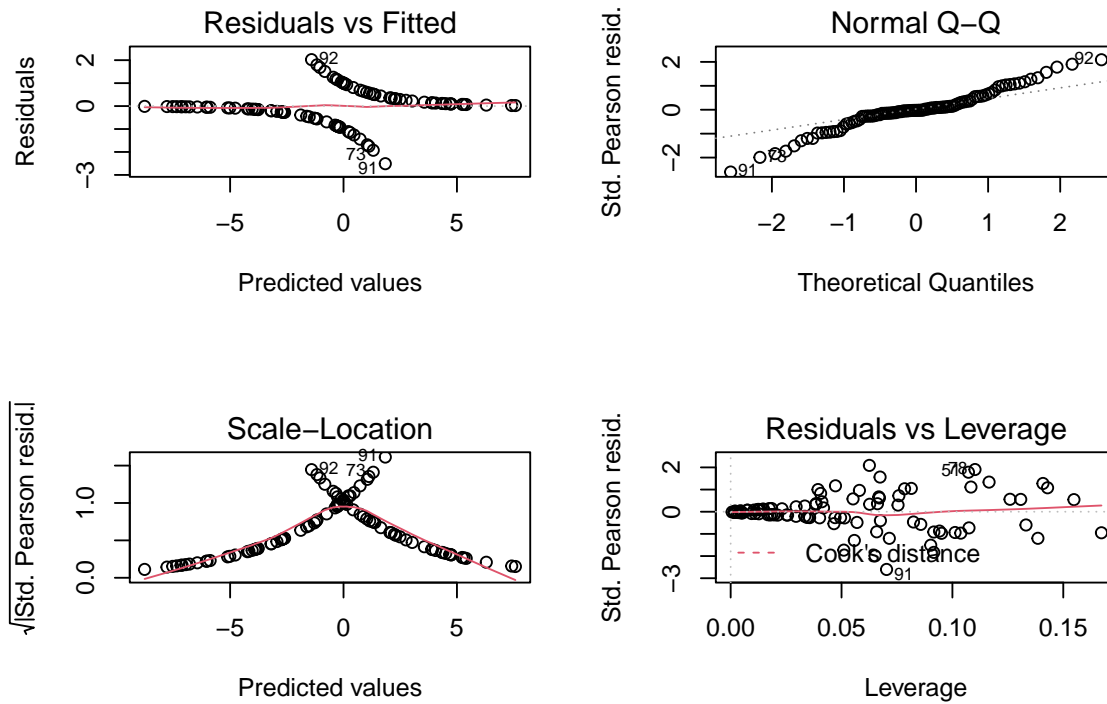 Residuals vs Fitted
Residuals
2
0
−3
92
73
91
−5
0
5
Predicted values
Normal Q−Q
Std. Pearson resid.
2
0
−2
92
91
−2
−1
0
1
2
Theoretical Quantiles
Scale−Location
√|Std. Pearson resid.|
1.0
0.0
92
73
91
−5
0
5
Predicted values
Residuals vs Leverage
Std. Pearson resid.
2
0
−3
78
91
Cook's distance
0.00
0.05
0.10
0.15
Leverage